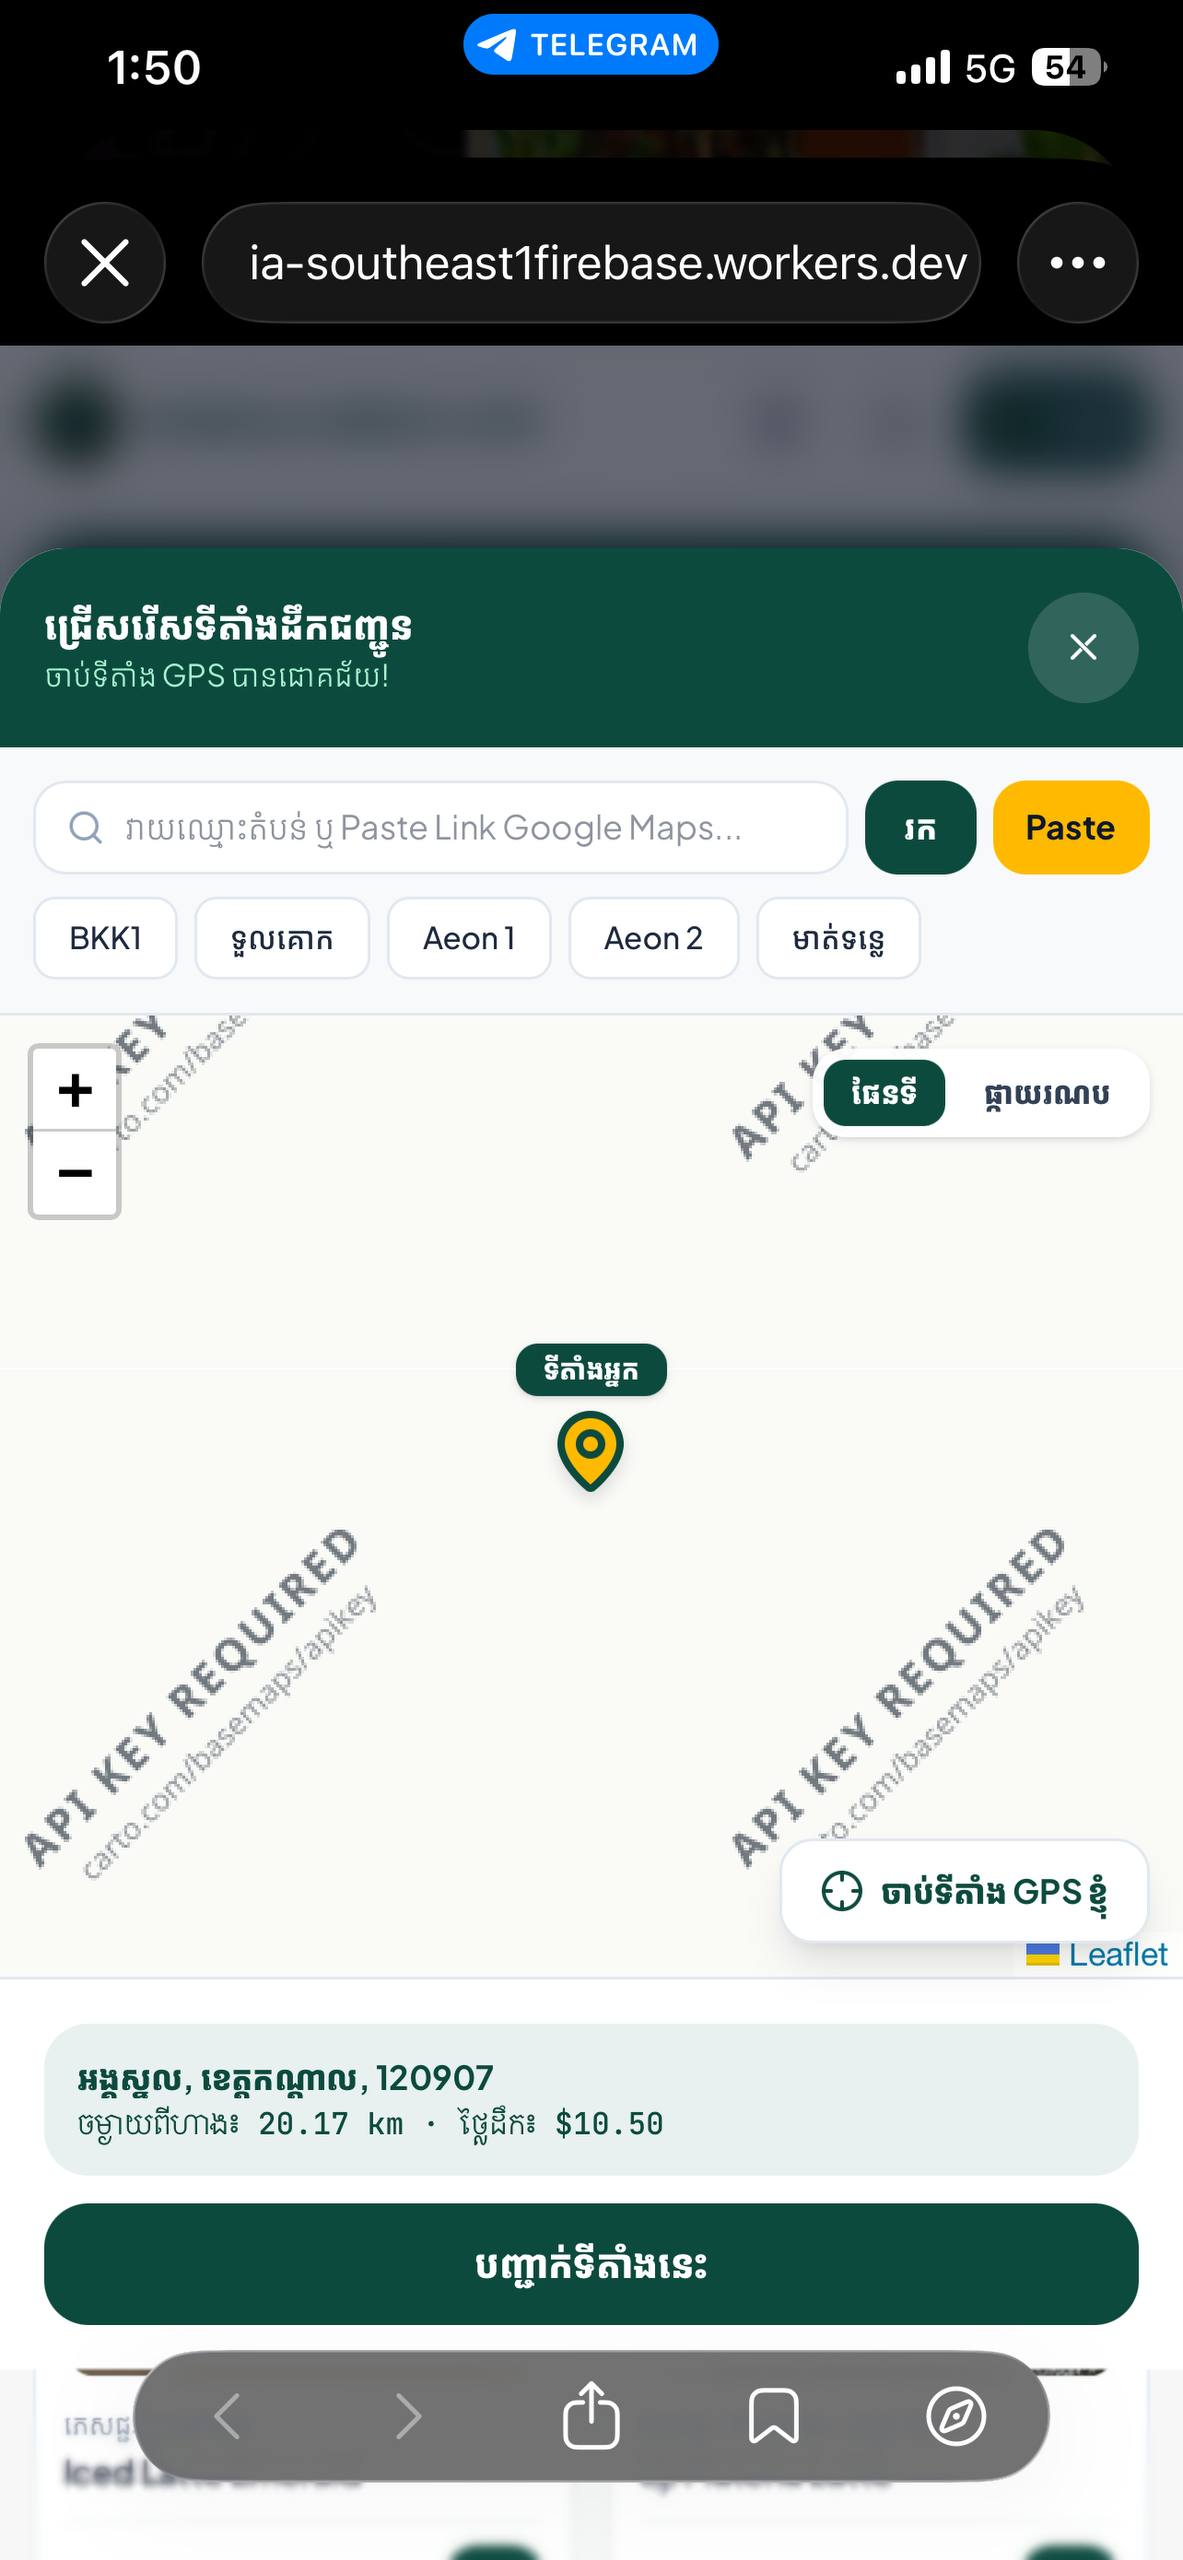 1:50
TELEGRAM
5G
54
ia-southeast1firebase.workers.dev
ជ្រើសរើសទីតាំងដឹកជញ្ជូន
ចាប់ទីតាំង GPS បានជោគជ័យ!
វាយឈ្មោះតំបន់ ឬ Paste Link Google Maps...
រក
Paste
BKK1
ទួលគោក
Aeon 1
Aeon 2
មាត់ទន្លេ
KEY
to.com/base
API KEY
+
−
ផែនទី
ផ្កាយរណប
ទីតាំងអ្នក
API KEY REQUIRED
carto.com/basemaps/apikey
API KEY REQUIRED
to.com/basemaps/apikey
ចាប់ទីតាំង GPS ខ្ញុំ
Leaflet
អង្គស្នួល, ខេត្តកណ្ដាល, 120907
ចម្ងាយពីហាង៖ 20.17 km · ថ្លៃដឹក៖ $10.50
បញ្ជាក់ទីតាំងនេះ
Iced